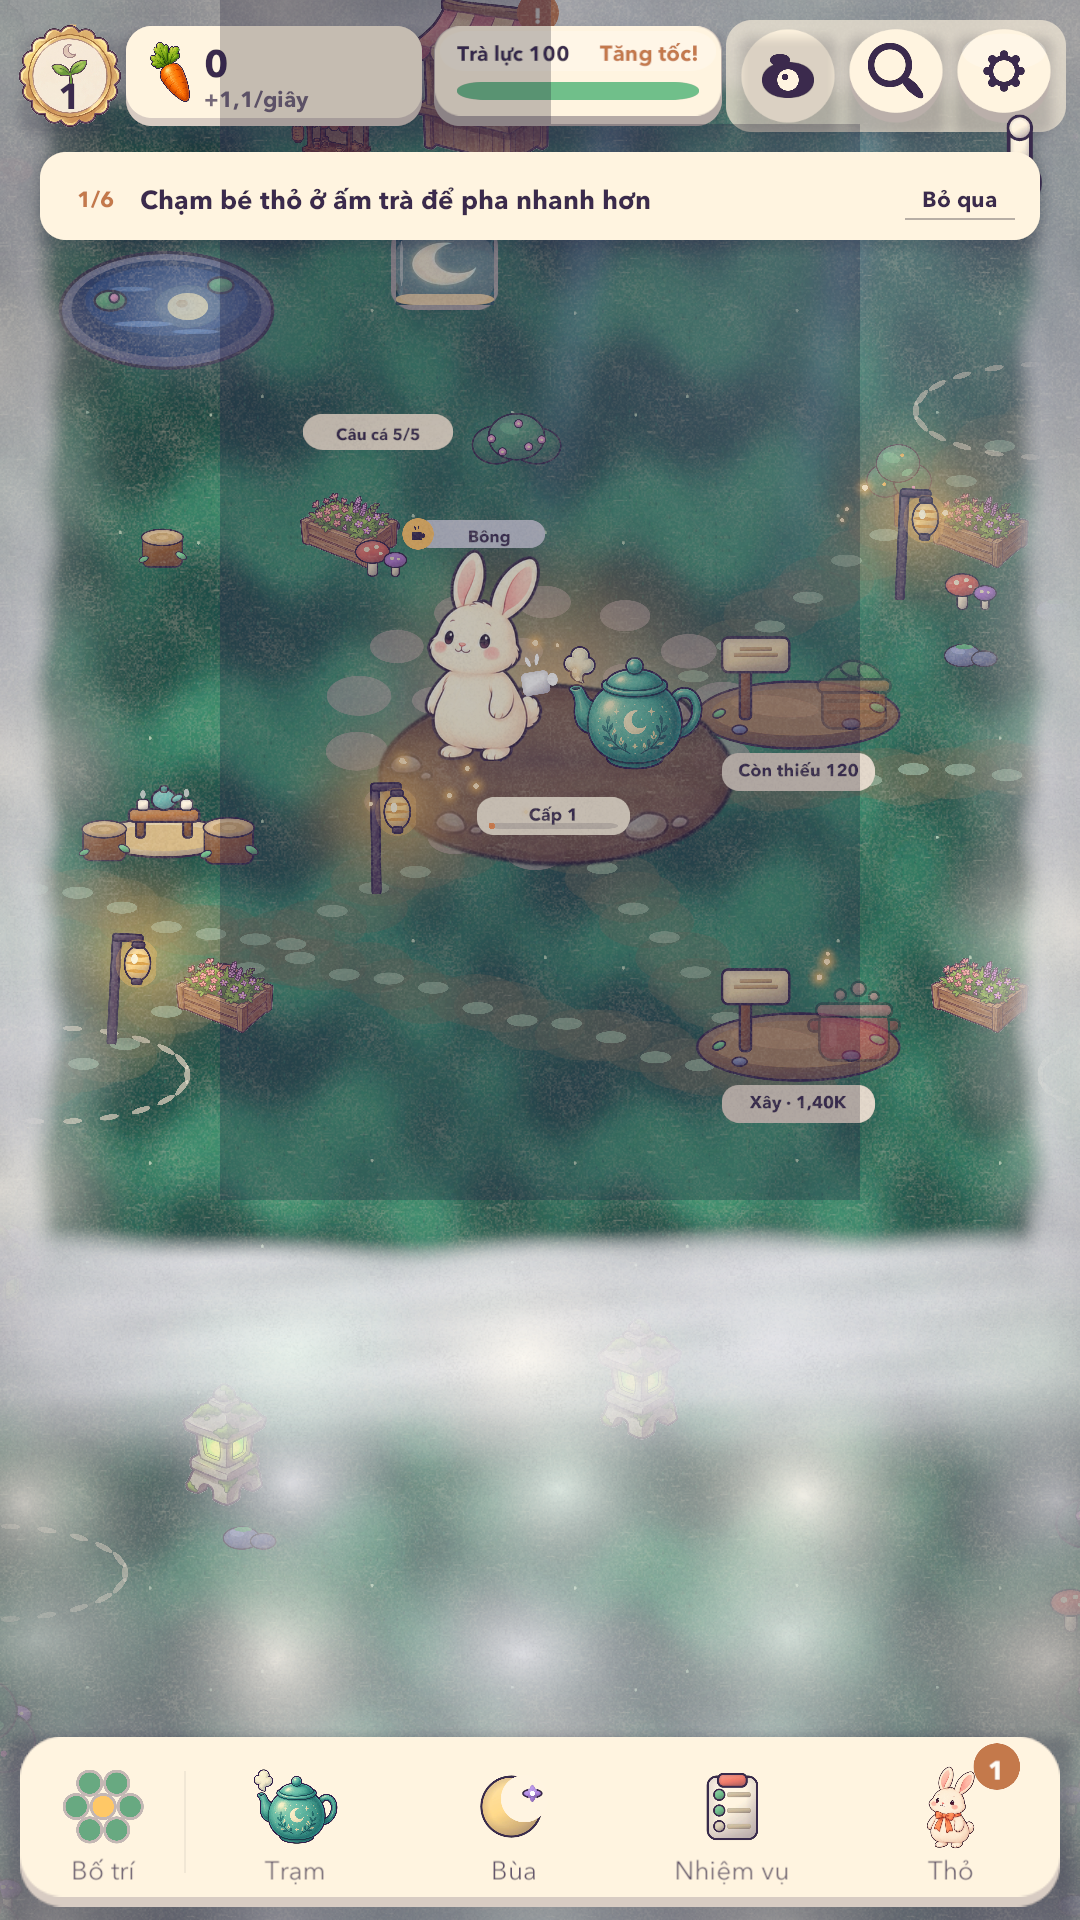 !
1
0
+1,1/giây
Trà lực 100
Tăng tốc!
1/6
Chạm bé thỏ ở ấm trà để pha nhanh hơn
Bỏ qua
Câu cá 5/5
Bông
Còn thiếu 120
Cấp 1
Xây · 1,40K
1
Bố trí
Trạm
Bùa
Nhiệm vụ
Thỏ